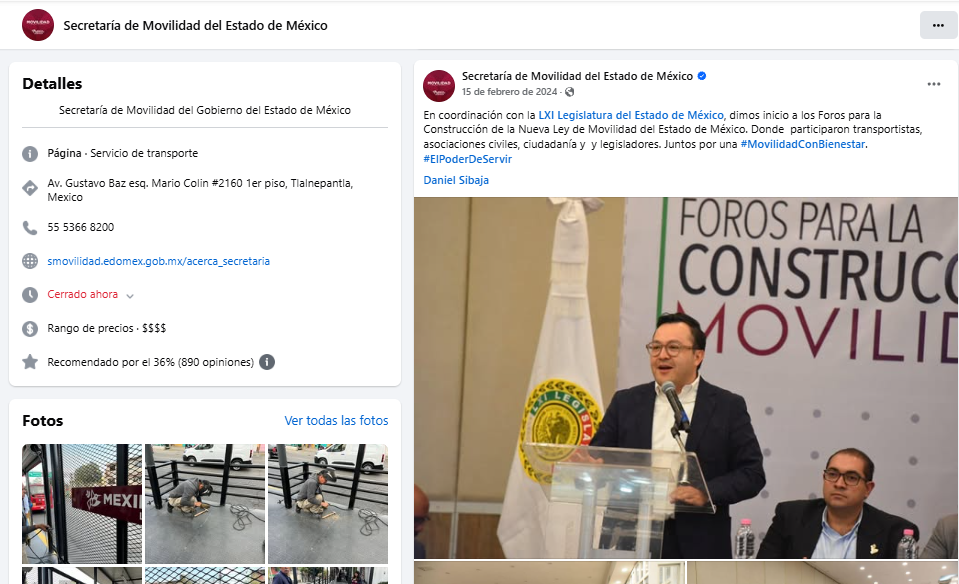 Secretaría de Movilidad del Estado de México
Detalles
Secretaría de Movilidad del Gobierno del Estado de México
Página · Servicio de transporte
Av. Gustavo Baz esq. Mario Colin #2160 1er piso, Tlalnepantla,
Mexico
55 5366 8200
smovilidad.edomex.gob.mx/acerca_secretaria
Cerrado ahora
Rango de precios · $$$$
Recomendado por el 36% (890 opiniones)
Fotos
Ver todas las fotos
MEXI
Secretaría de Movilidad del Estado de México
15 de febrero de 2024 ·
En coordinación con la LXI Legislatura del Estado de México, dimos inicio a los Foros para la
Construcción de la Nueva Ley de Movilidad del Estado de México. Donde  participaron transportistas,
asociaciones civiles, ciudadanía y  y legisladores. Juntos por una #MovilidadConBienestar.
#ElPoderDeServir
Daniel Sibaja
FOROS PARA LA
CONSTRUCC
MOVILID
LXI LEGIS